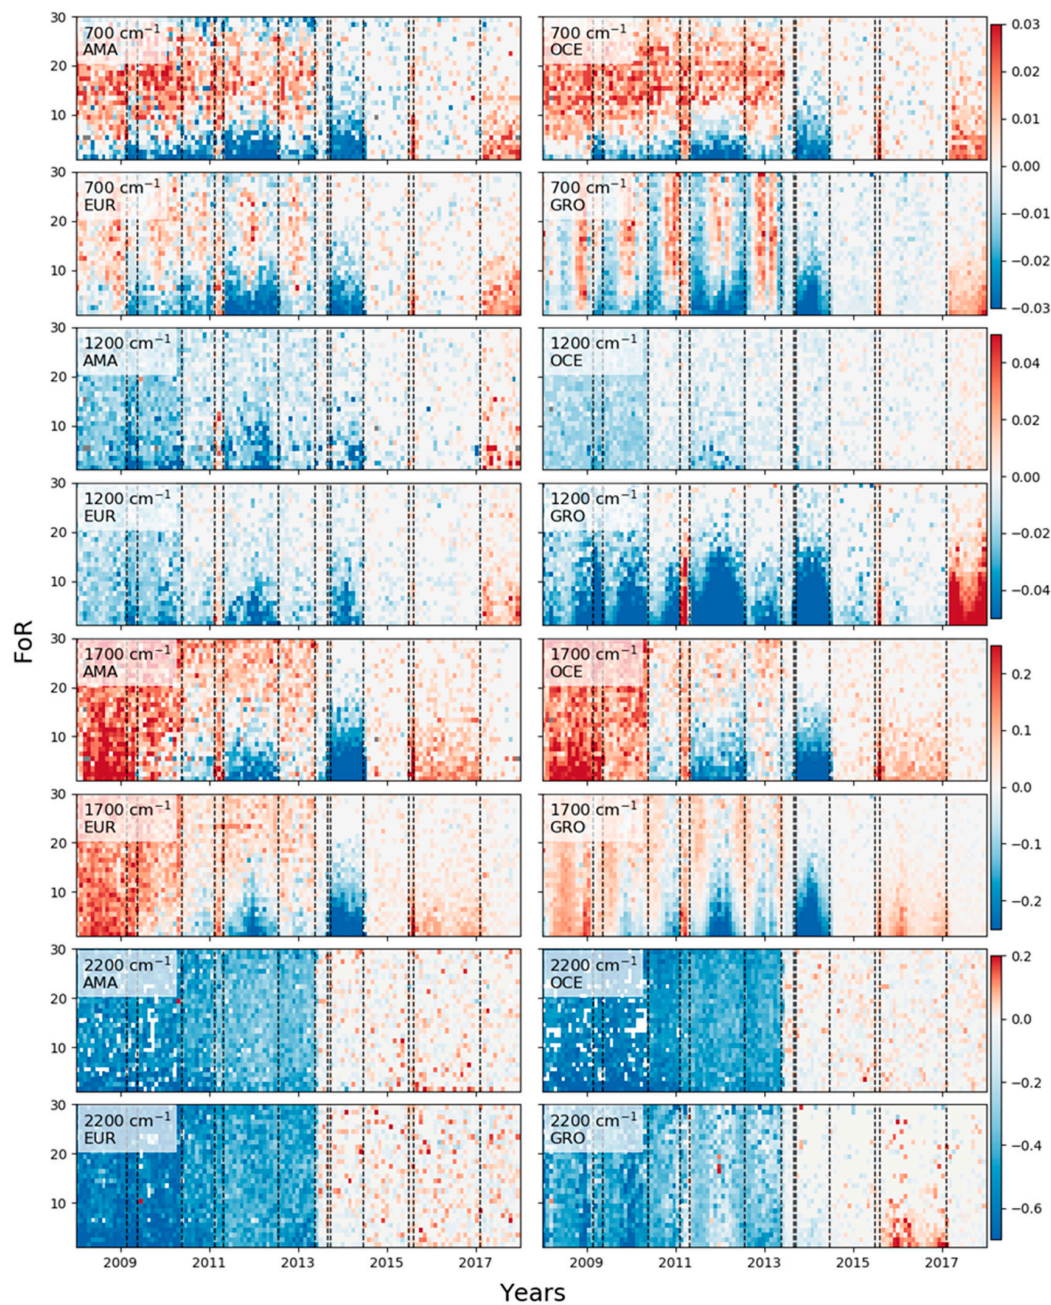 30
20
10
700 cm⁻¹
AMA
700 cm⁻¹
OCE
0.03
0.02
0.01
0.00
−0.01
−0.02
−0.03
30
20
10
700 cm⁻¹
EUR
700 cm⁻¹
GRO
30
20
10
1200 cm⁻¹
AMA
1200 cm⁻¹
OCE
0.04
0.02
0.00
−0.02
−0.04
30
20
10
1200 cm⁻¹
EUR
1200 cm⁻¹
GRO
FoR
30
20
10
1700 cm⁻¹
AMA
1700 cm⁻¹
OCE
0.2
0.1
0.0
−0.1
−0.2
30
20
10
1700 cm⁻¹
EUR
1700 cm⁻¹
GRO
30
20
10
2200 cm⁻¹
AMA
2200 cm⁻¹
OCE
0.2
0.0
−0.2
−0.4
−0.6
30
20
10
2200 cm⁻¹
EUR
2200 cm⁻¹
GRO
2009 2011 2013 2015 2017 2009 2011 2013 2015 2017
Years